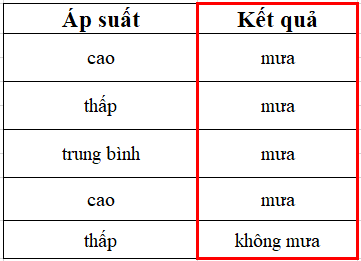 Áp suất Kết quả
cao mưa
thấp mưa
trung bình mưa
cao mưa
thấp không mưa